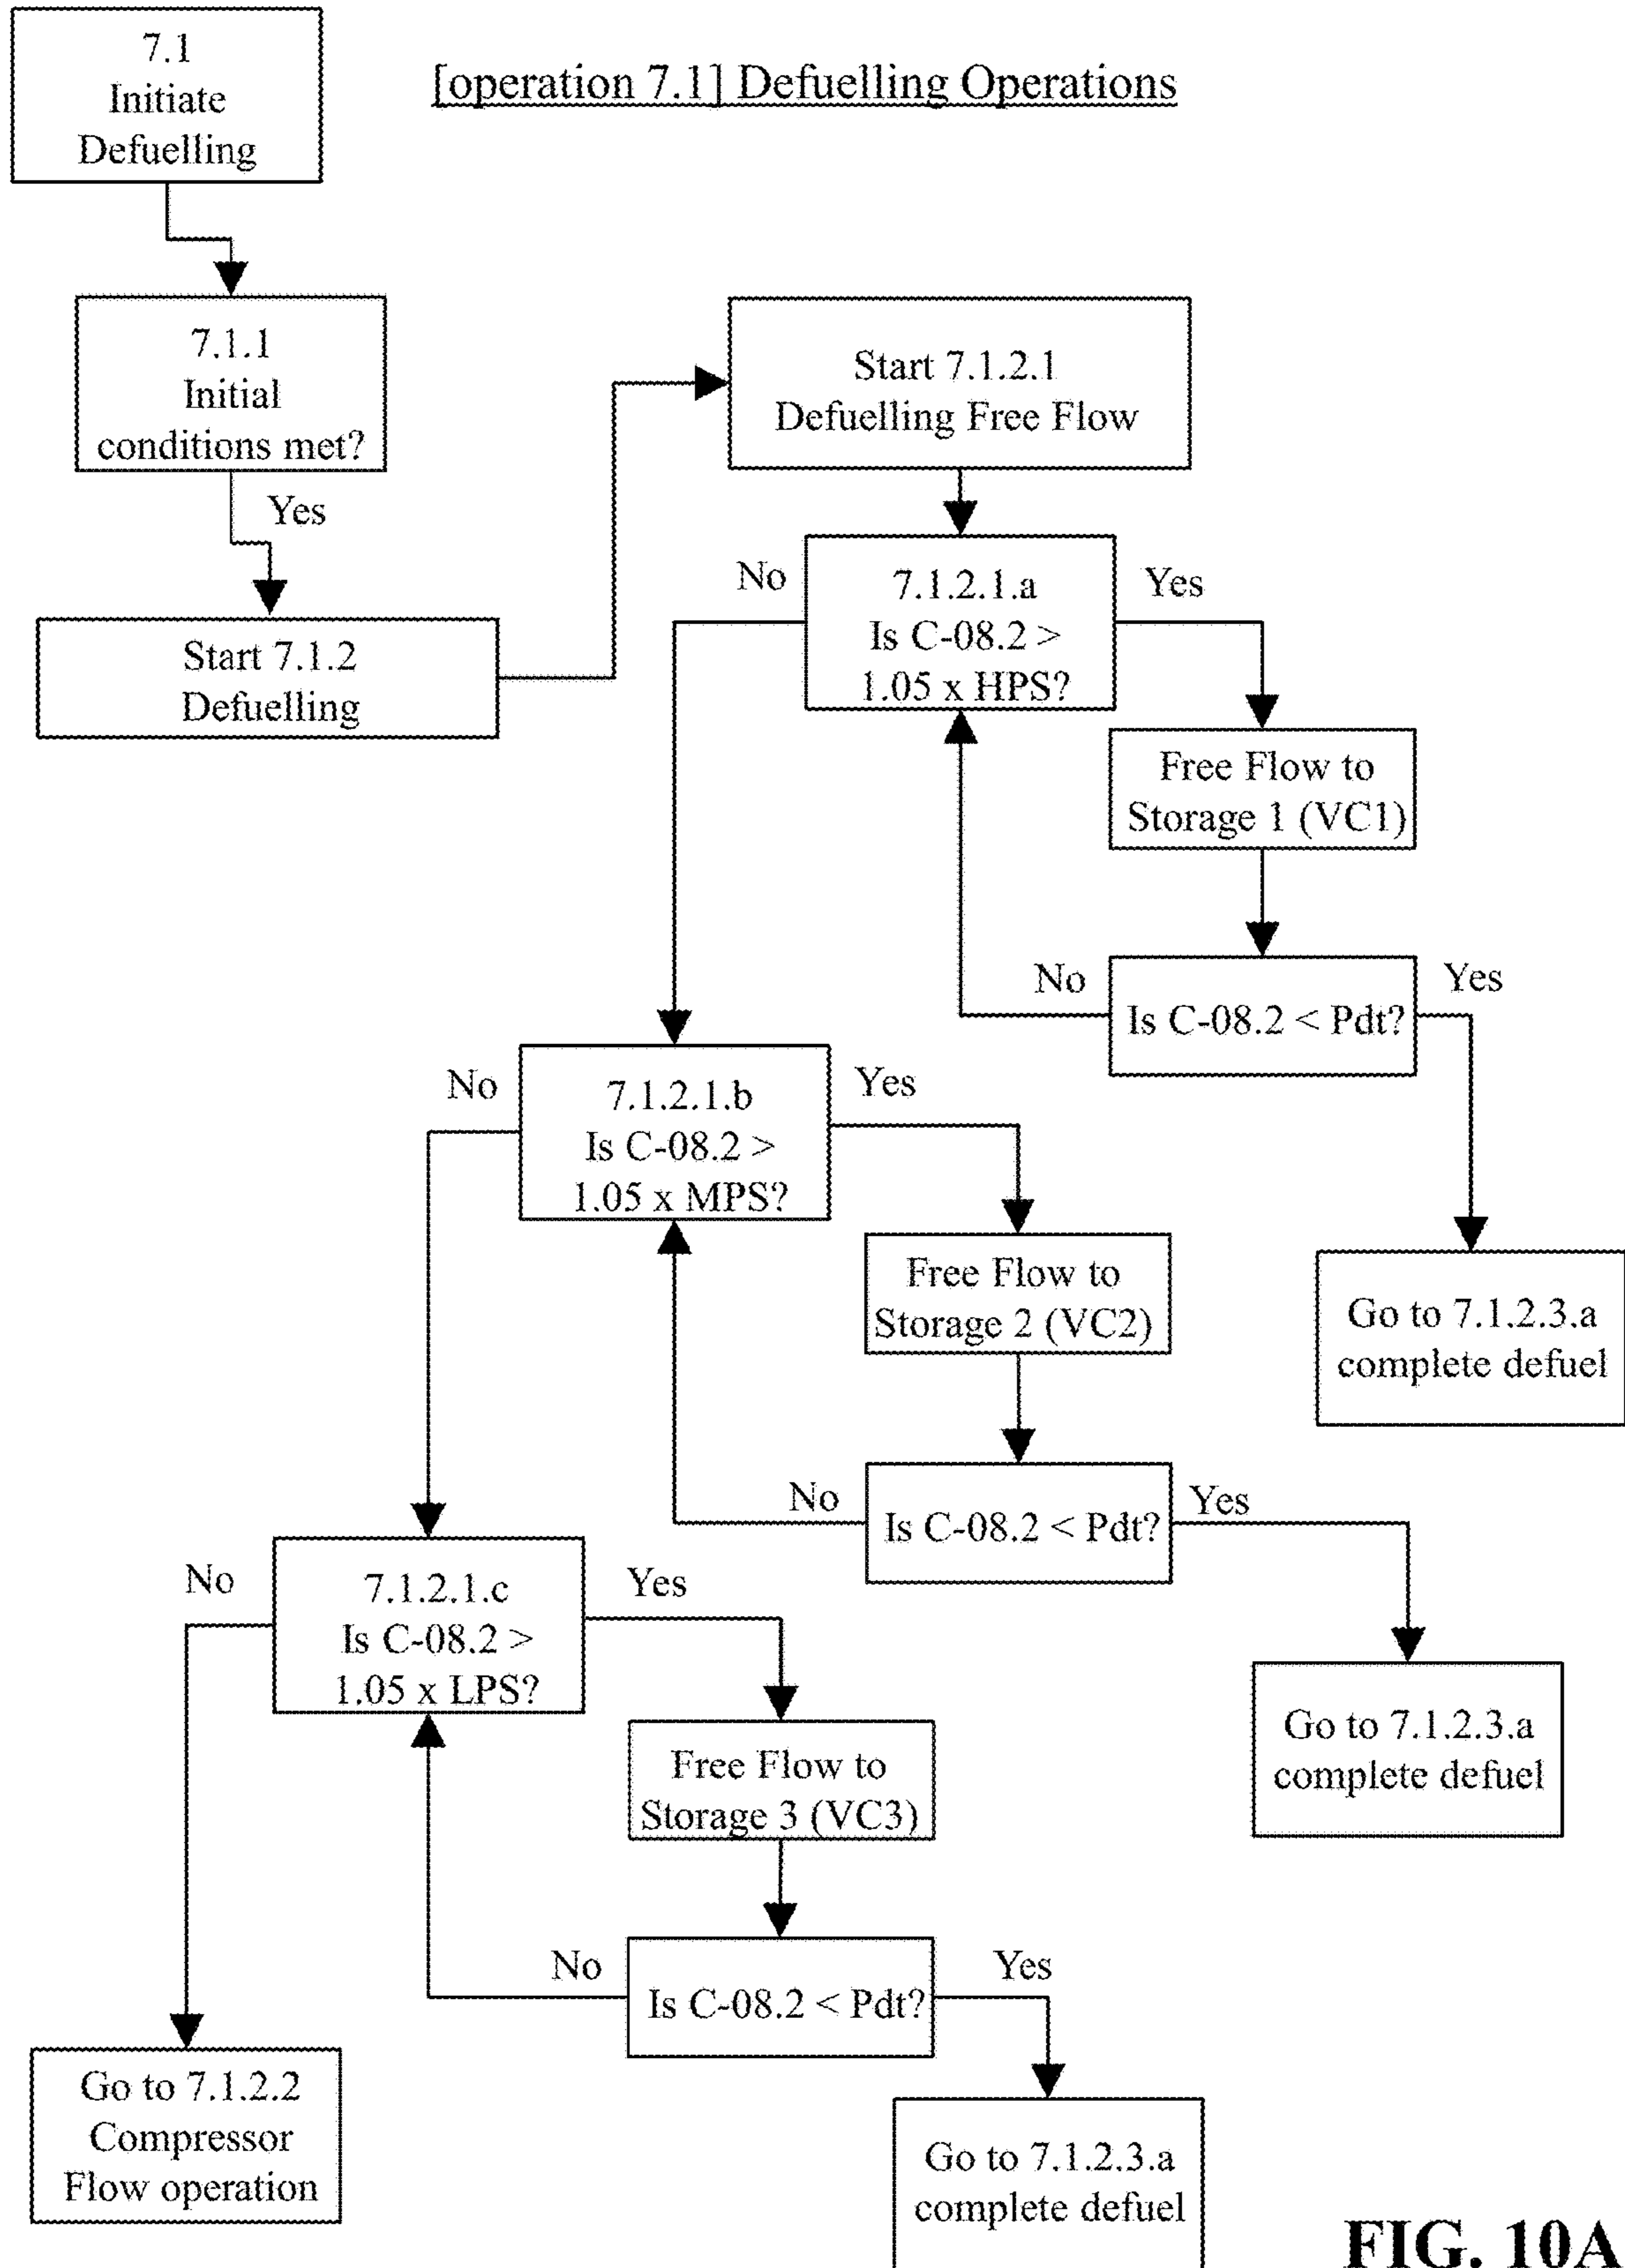 7.1
Initiate
Defuelling
[operation 7.1] Defuelling Operations
7.1.1
Initial
conditions met?
Yes
Start 7.1.2
Defuelling
Start 7.1.2.1
Defuelling Free Flow
No
7.1.2.1.a
Is C-08.2 >
1.05 x HPS?
Yes
Free Flow to
Storage 1 (VC1)
No
Is C-08.2 < Pdt?
Yes
Go to 7.1.2.3.a
complete defuel
No
7.1.2.1.b
Is C-08.2 >
1.05 x MPS?
Yes
Free Flow to
Storage 2 (VC2)
No
Is C-08.2 < Pdt?
Yes
Go to 7.1.2.3.a
complete defuel
No
7.1.2.1.c
Is C-08.2 >
1.05 x LPS?
Yes
Free Flow to
Storage 3 (VC3)
No
Is C-08.2 < Pdt?
Yes
Go to 7.1.2.3.a
complete defuel
Go to 7.1.2.2
Compressor
Flow operation
FIG. 10A